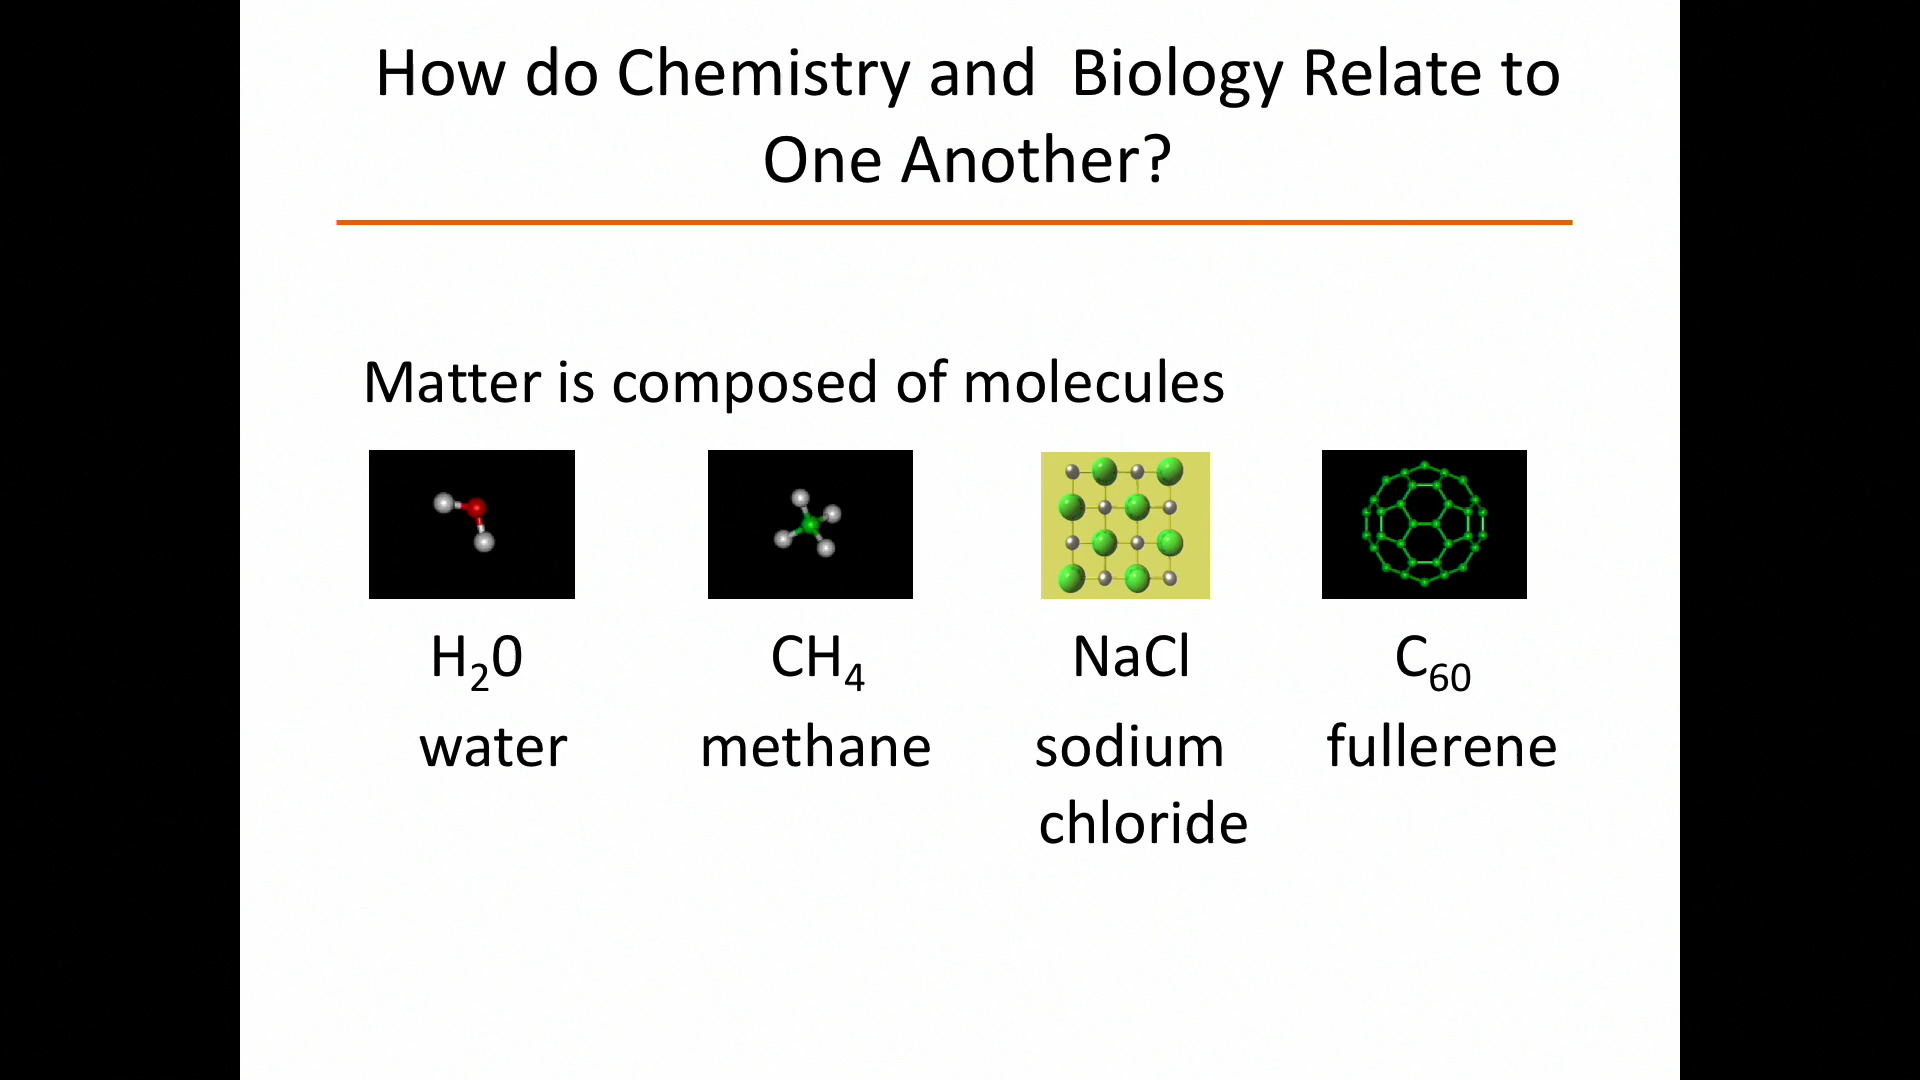 How do Chemistry and  Biology Relate to
One Another?
Matter is composed of molecules
H₂0
CH₄
NaCl
C₆₀
water
methane
sodium
chloride
fullerene